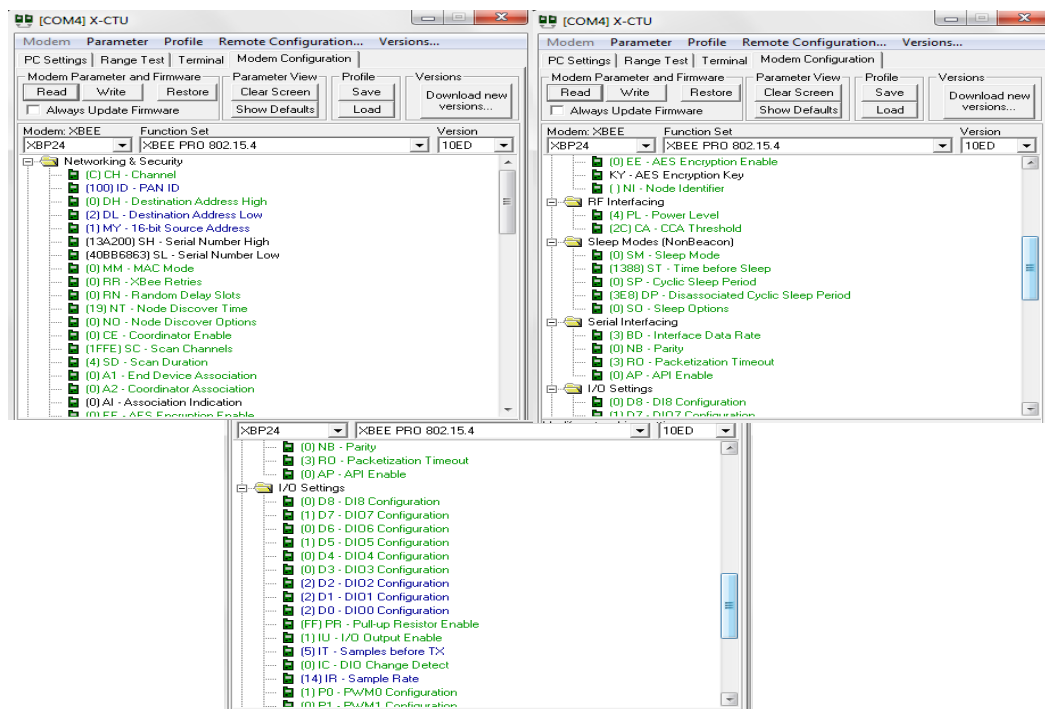 [COM4] X-CTU
Modem Parameter Profile Remote Configuration... Versions...
PC Settings Range Test Terminal Modem Configuration
Modem Parameter and Firmware Parameter View Profile Versions
Read Write Restore Clear Screen Save Download new versions...
Always Update Firmware Show Defaults Load
Modem: XBEE Function Set Version
XBP24 XBEE PRO 802.15.4 10ED
Networking & Security
(C) CH - Channel
(100) ID - PAN ID
(0) DH - Destination Address High
(2) DL - Destination Address Low
(1) MY - 16-bit Source Address
(13A200) SH - Serial Number High
(40BB6863) SL - Serial Number Low
(0) MM - MAC Mode
(0) RR - XBee Retries
(0) RN - Random Delay Slots
(19) NT - Node Discover Time
(0) NO - Node Discover Options
(0) CE - Coordinator Enable
(1FFE) SC - Scan Channels
(4) SD - Scan Duration
(0) A1 - End Device Association
(0) A2 - Coordinator Association
(0) AI - Association Indication
(0) EE - AES Encryption Enable
[COM4] X-CTU
Modem Parameter Profile Remote Configuration... Versions...
PC Settings Range Test Terminal Modem Configuration
Modem Parameter and Firmware Parameter View Profile Versions
Read Write Restore Clear Screen Save Download new versions...
Always Update Firmware Show Defaults Load
Modem: XBEE Function Set Version
XBP24 XBEE PRO 802.15.4 10ED
(0) EE - AES Encryption Enable
KY - AES Encryption Key
( ) NI - Node Identifier
RF Interfacing
(4) PL - Power Level
(2C) CA - CCA Threshold
Sleep Modes (NonBeacon)
(0) SM - Sleep Mode
(1388) ST - Time before Sleep
(0) SP - Cyclic Sleep Period
(3E8) DP - Disassociated Cyclic Sleep Period
(0) SO - Sleep Options
Serial Interfacing
(3) BD - Interface Data Rate
(0) NB - Parity
(3) RO - Packetization Timeout
(0) AP - API Enable
I/O Settings
(0) D8 - DI8 Configuration
(1) D7 - DIO7 Configuration
XBP24 XBEE PRO 802.15.4 10ED
(0) NB - Parity
(3) RO - Packetization Timeout
(0) AP - API Enable
I/O Settings
(0) D8 - DI8 Configuration
(1) D7 - DIO7 Configuration
(0) D6 - DIO6 Configuration
(1) D5 - DIO5 Configuration
(0) D4 - DIO4 Configuration
(0) D3 - DIO3 Configuration
(2) D2 - DIO2 Configuration
(2) D1 - DIO1 Configuration
(2) D0 - DIO0 Configuration
(FF) PR - Pull-up Resistor Enable
(1) IU - I/O Output Enable
(5) IT - Samples before TX
(0) IC - DIO Change Detect
(14) IR - Sample Rate
(1) P0 - PWM0 Configuration
(0) P1 - PWM1 Configuration